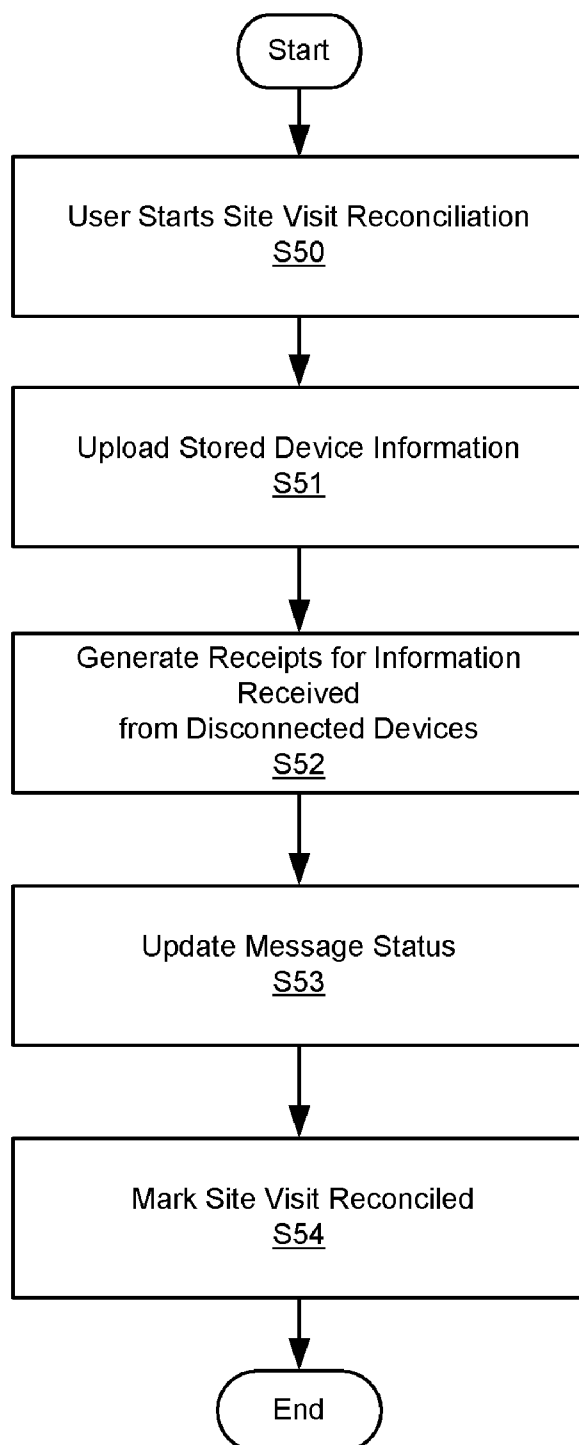 Start
User Starts Site Visit Reconciliation
S50
Upload Stored Device Information
S51
Generate Receipts for Information
Received
from Disconnected Devices
S52
Update Message Status
S53
Mark Site Visit Reconciled
S54
End